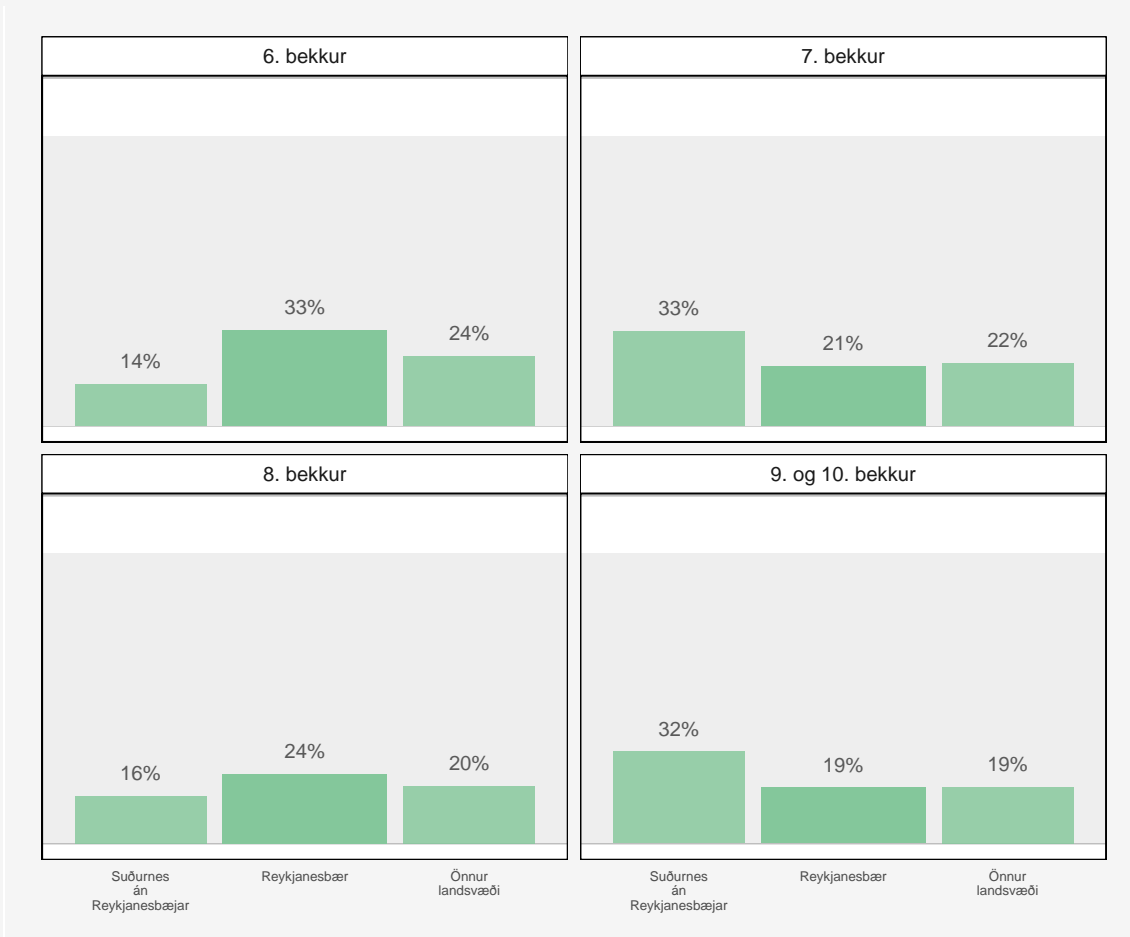 6. bekkur
7. bekkur
33%
24%
14%
33%
21%
22%
8. bekkur
9. og 10. bekkur
24%
20%
16%
32%
19%
19%
Suðurnes
án
Reykjanesbæjar
Reykjanesbær
Önnur
landsvæði
Suðurnes
án
Reykjanesbæjar
Reykjanesbær
Önnur
landsvæði